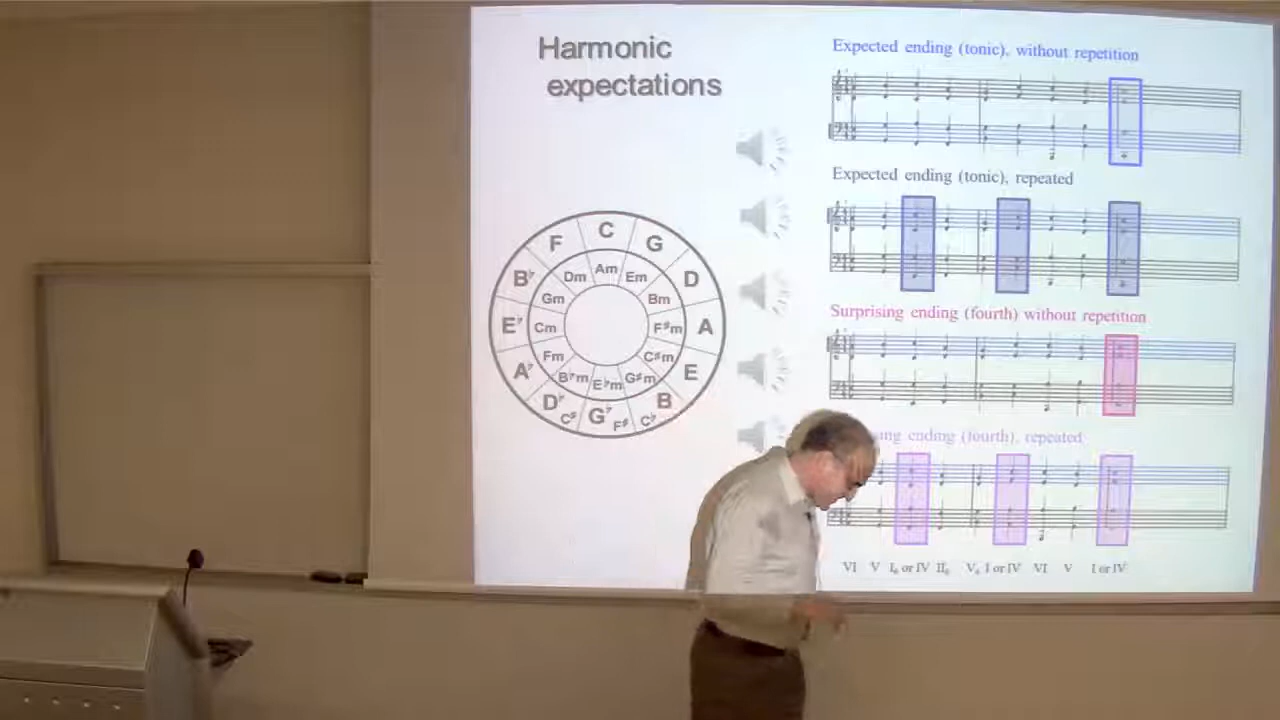 Harmonic
expectations
Expected ending (tonic), without repetition
Expected ending (tonic), repeated
Surprising ending (fourth) without repetition
ending (fourth), repeated
C
F G
B♭ D
E♭ A
A♭ E
D♭ B
C♯ G♭ F♯ C♭
Am
Dm Em
Gm Bm
Cm F♯m
Fm C♯m
B♭m E♭m G♯m
VI V I₆ or IV II₆ V₆ I or IV VI V I or IV